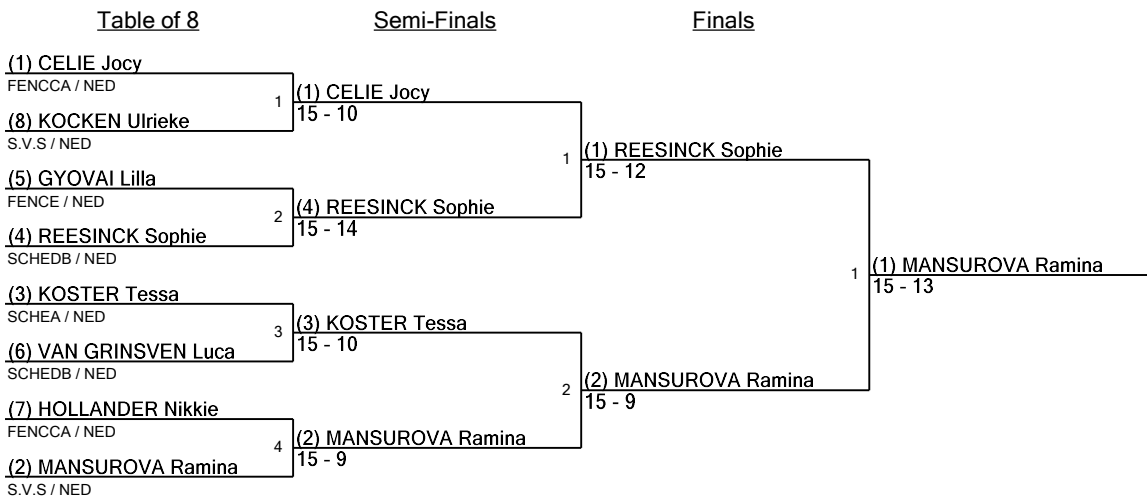 Table of 8
Semi-Finals
Finals
(1) CELIE Jocy
FENCCA / NED
(8) KOCKEN Ulrieke
S.V.S / NED
(5) GYOVAI Lilla
FENCE / NED
(4) REESINCK Sophie
SCHEDB / NED
(3) KOSTER Tessa
SCHEA / NED
(6) VAN GRINSVEN Luca
SCHEDB / NED
(7) HOLLANDER Nikkie
FENCCA / NED
(2) MANSUROVA Ramina
S.V.S / NED
1
(1) CELIE Jocy
15 - 10
2
(4) REESINCK Sophie
15 - 14
3
(3) KOSTER Tessa
15 - 10
4
(2) MANSUROVA Ramina
15 - 9
1
(1) REESINCK Sophie
15 - 12
2
(2) MANSUROVA Ramina
15 - 9
1
(1) MANSUROVA Ramina
15 - 13